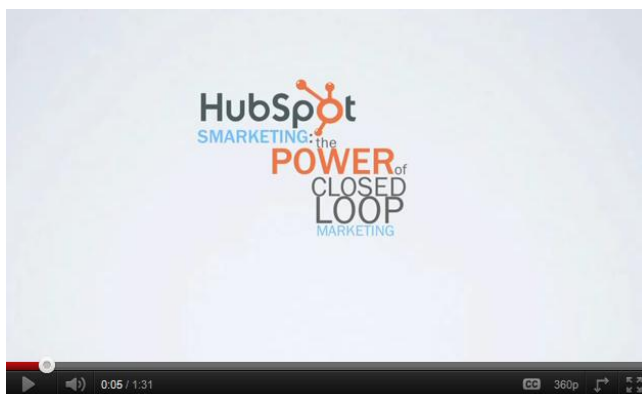 HubSpot
SMARKETING: the
POWER of
CLOSED
LOOP
MARKETING
0:05 / 1:31
CC
360p